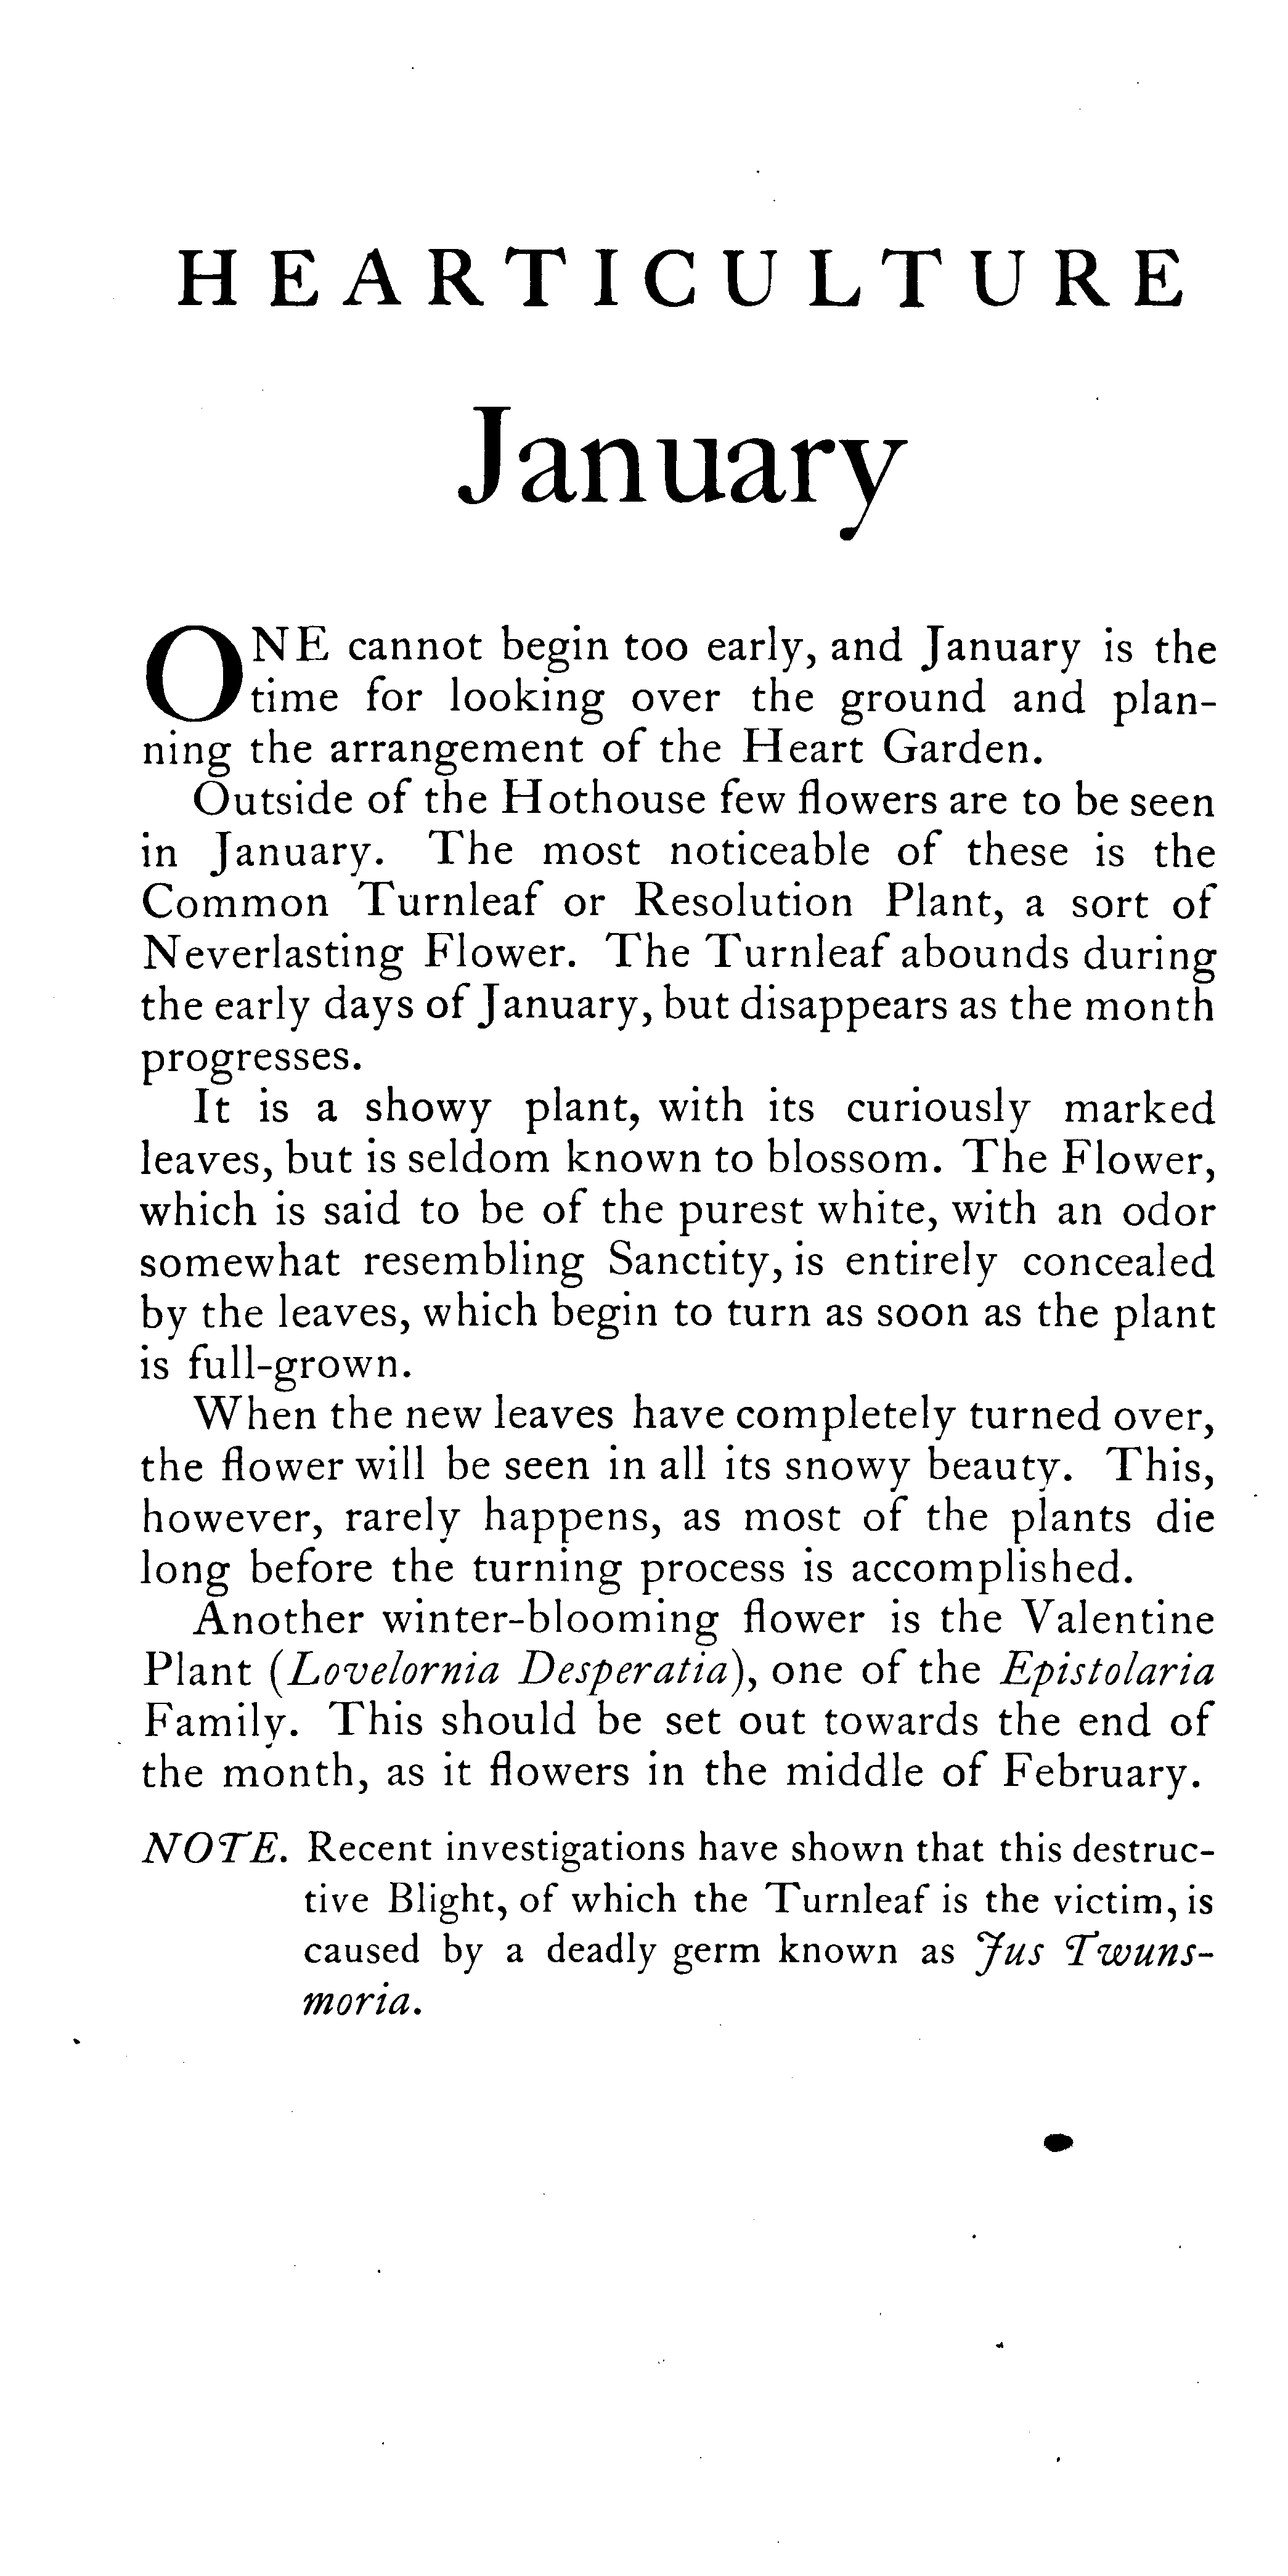 HEARTICULTURE
January
ONE cannot begin too early, and January is the
time for looking over the ground and plan-
ning the arrangement of the Heart Garden.
Outside of the Hothouse few flowers are to be seen
in January. The most noticeable of these is the
Common Turnleaf or Resolution Plant, a sort of
Neverlasting Flower. The Turnleaf abounds during
the early days of January, but disappears as the month
progresses.
It is a showy plant, with its curiously marked
leaves, but is seldom known to blossom. The Flower,
which is said to be of the purest white, with an odor
somewhat resembling Sanctity, is entirely concealed
by the leaves, which begin to turn as soon as the plant
is full-grown.
When the new leaves have completely turned over,
the flower will be seen in all its snowy beauty. This,
however, rarely happens, as most of the plants die
long before the turning process is accomplished.
Another winter-blooming flower is the Valentine
Plant (Lovelornia Desperatia), one of the Epistolaria
Family. This should be set out towards the end of
the month, as it flowers in the middle of February.
NOTE. Recent investigations have shown that this destruc-
tive Blight, of which the Turnleaf is the victim, is
caused by a deadly germ known as Jus Twuns-
moria.